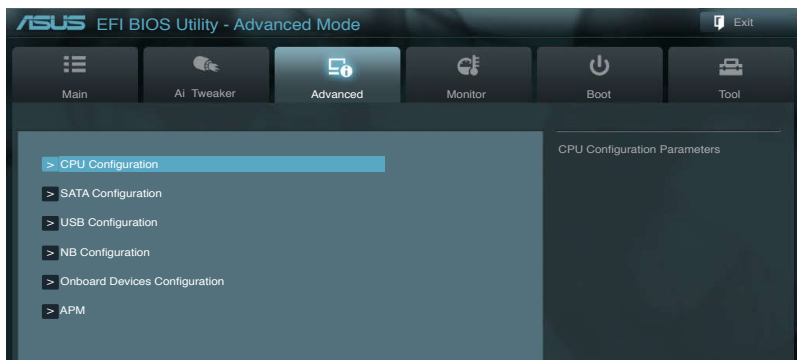 ASUS EFI BIOS Utility - Advanced Mode
Exit
Main
Ai Tweaker
Advanced
Monitor
Boot
Tool
> CPU Configuration
CPU Configuration Parameters
> SATA Configuration
> USB Configuration
> NB Configuration
> Onboard Devices Configuration
> APM